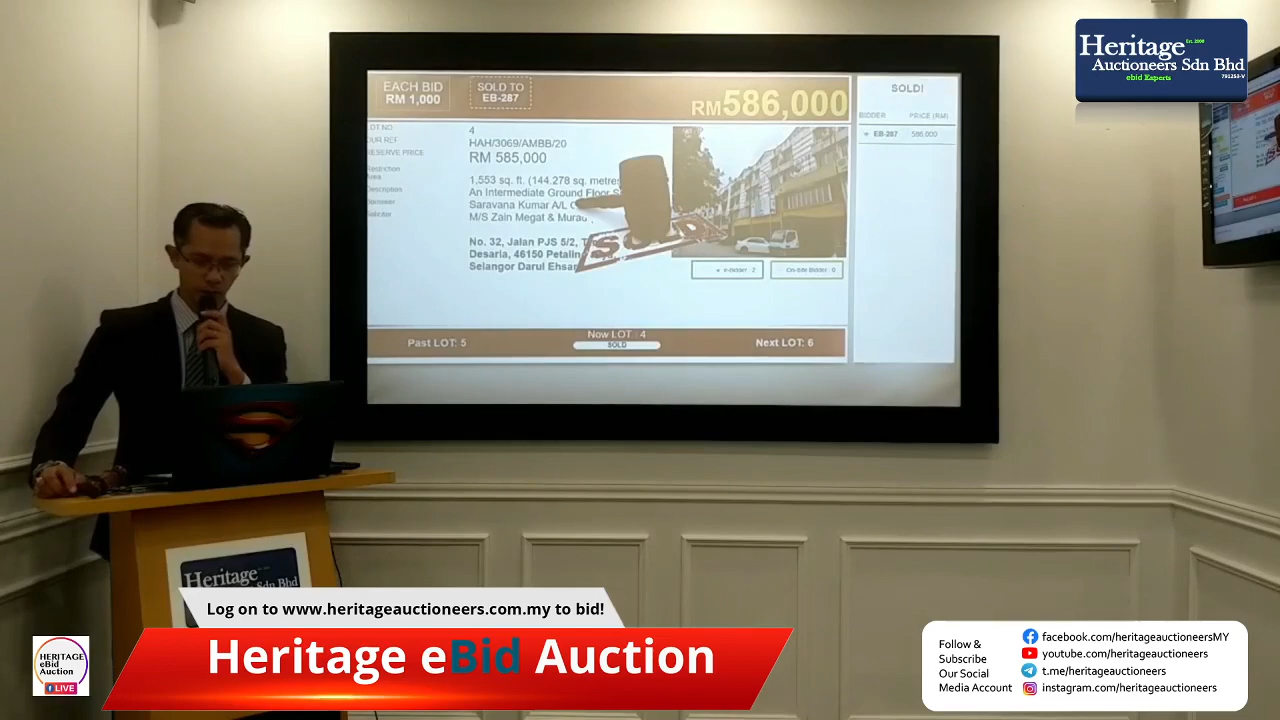 Heritage Est. 2000
Auctioneers Sdn Bhd
ebid Experts
791253-V
EACH BID
RM 1,000
SOLD TO
EB-287
RM586,000
SOLD!
BIDDER PRICE (RM)
EB-287 586,000
LOT NO 4
OUR REF HAH/3069/AMBB/20
RESERVE PRICE RM 585,000
Restriction
Area 1,553 sq. ft. (144.278 sq. metres
Description An Intermediate Ground Floor
Saravana Kumar A/L
Solicitor M/S Zain Megat & Murad
No. 32, Jalan PJS 5/2,
Desaria, 46150 Petaling
Selangor Darul Ehsan
SOLD
e-Bidder : 2
On-Site Bidder : 0
Past LOT: 5
Now LOT : 4
SOLD
Next LOT: 6
Heritage
Sdn Bhd
Log on to www.heritageauctioneers.com.my to bid!
Heritage eBid Auction
HERITAGE
eBid
Auction
LIVE
Follow &
Subscribe
Our Social
Media Account
facebook.com/heritageauctioneersMY
youtube.com/heritageauctioneers
t.me/heritageauctioneers
instagram.com/heritageauctioneers